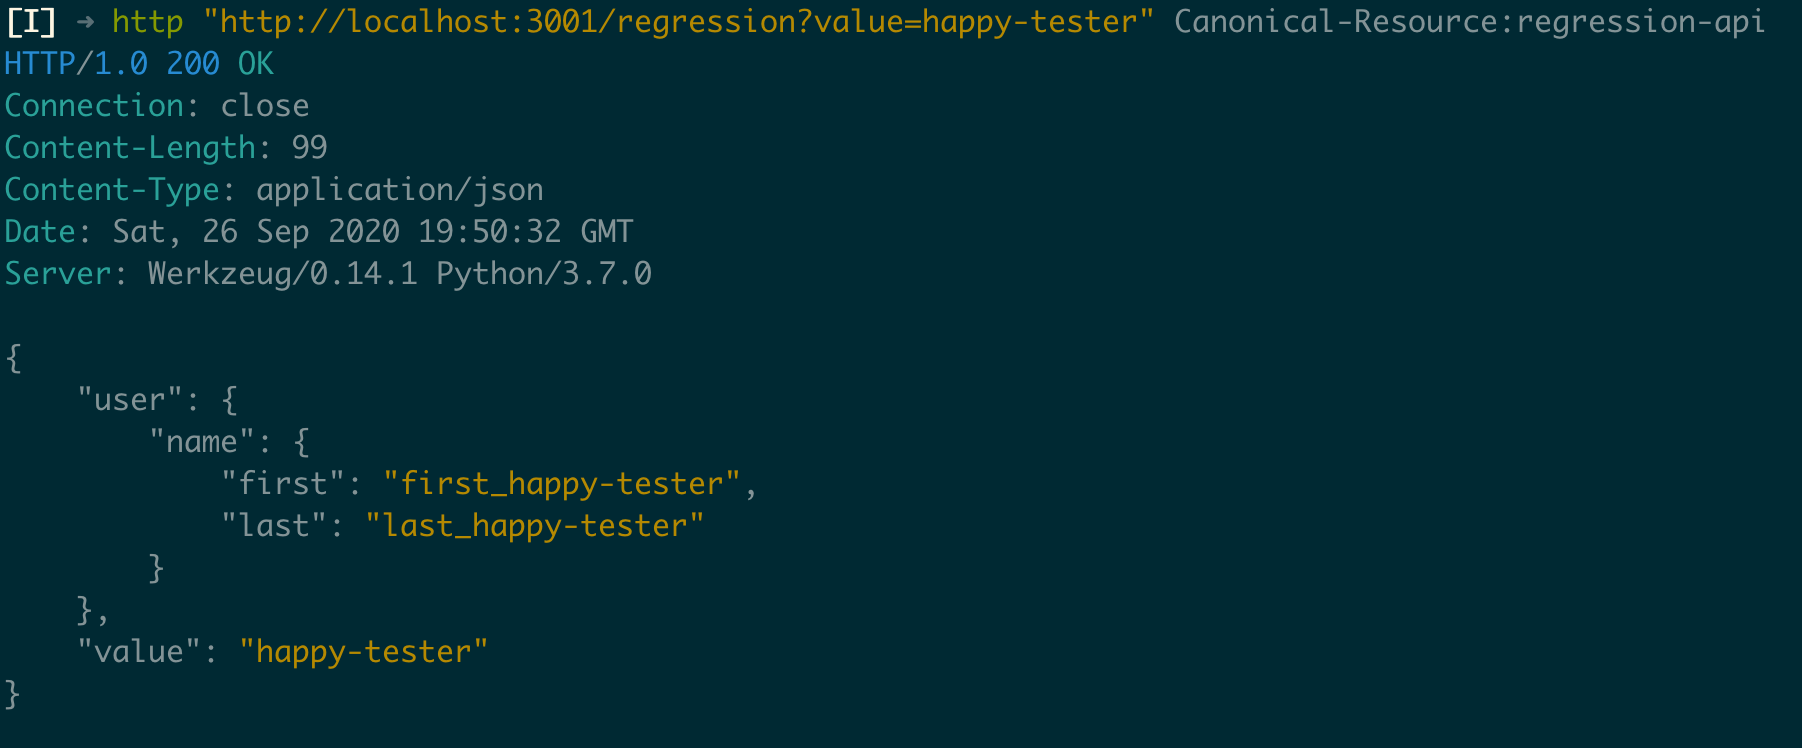 [I] → http "http://localhost:3001/regression?value=happy-tester" Canonical-Resource:regression-api
HTTP/1.0 200 OK
Connection: close
Content-Length: 99
Content-Type: application/json
Date: Sat, 26 Sep 2020 19:50:32 GMT
Server: Werkzeug/0.14.1 Python/3.7.0

{
    "user": {
        "name": {
            "first": "first_happy-tester",
            "last": "last_happy-tester"
        }
    },
    "value": "happy-tester"
}